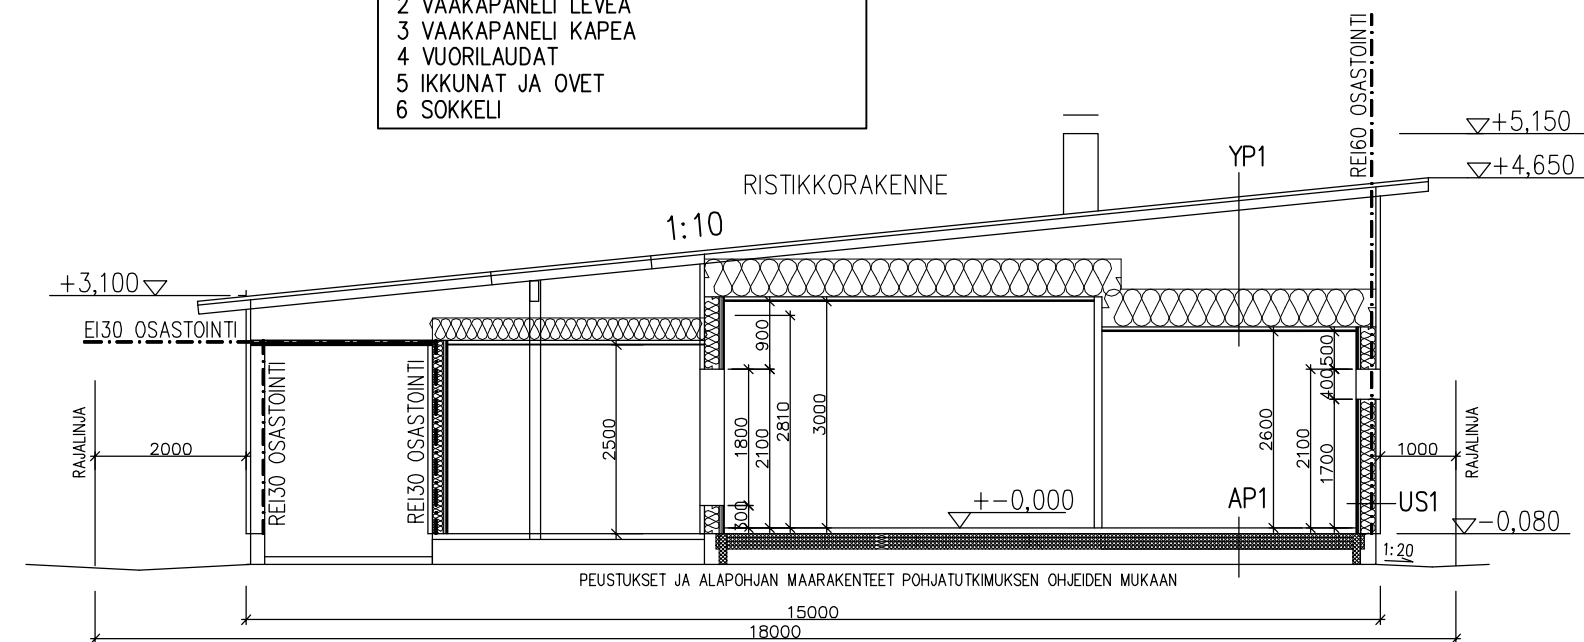 2 VAAKAPANELI LEVEÄ
3 VAAKAPANELI KAPEA
4 VUORILAUDAT
5 IKKUNAT JA OVET
6 SOKKELI
REI60 OSASTOINTI
+5,150
+4,650
YP1
RISTIKKORAKENNE
1:10
+3,100
EI30 OSASTOINTI
REI30 OSASTOINTI
REI30 OSASTOINTI
RAJALINJA
2000
2500
900
300
1800
2100
2810
3000
2600
2100
500
400
1700
1000
RAJALINJA
+-0,000
AP1
US1
-0,080
1:20
PEUSTUKSET JA ALAPOHJAN MAARAKENTEET POHJATUTKIMUKSEN OHJEIDEN MUKAAN
15000
18000